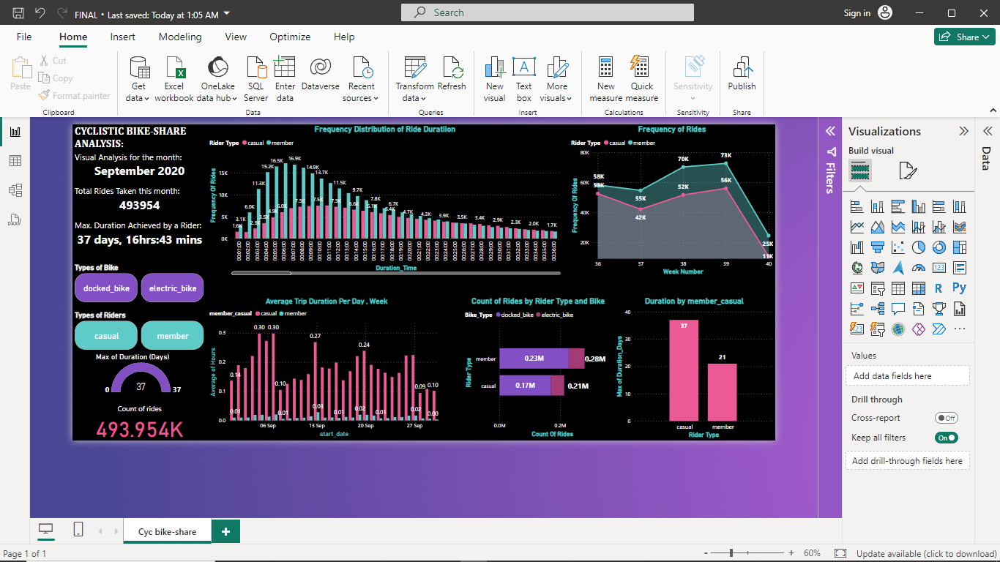 FINAL • Last saved: Today at 1:05 AM
Search
Sign in
File Home Insert Modeling View Optimize Help
Share
Paste
Cut
Copy
Format painter
Get data
Excel workbook
OneLake data hub
SQL Server
Enter data
Dataverse
Recent sources
Transform data
Refresh
New visual
Text box
More visuals
New measure
Quick measure
Sensitivity
Publish
Clipboard
Data
Queries
Insert
Calculations
Sensitivity
Share
CYCLISTIC BIKE-SHARE
ANALYSIS:
Visual Analysis for the month:
September 2020
Total Rides Taken this month:
493954
Max. Duration Achieved by a Rider:
37 days, 16hrs:43 mins
Types of Bike
docked_bike
electric_bike
Types of Riders
casual
member
Max of Duration (Days)
37
0
37
Count of rides
493.954K
Frequency Distribution of Ride Duratiion
Rider Type casual member
Frequency Of Rides
15K
10K
5K
0K
1.6K 3.1K 6.0K 2.3K 11.3K 3.5K 15.2K 4.9K 16.5K 6.0K 16.9K 7.3K 14.9K 7.5K 13.7K 7.3K 11.5K 6.6K 9.7K 6.1K 7.8K 5.4K 6.7K 4.7K 4.3K 3.9K 3.5K 3.4K 2.9K 2.3K 2.0K 1.7K
00:01:00 00:02:00 00:03:00 00:04:00 00:05:00 00:06:00 00:07:00 00:08:00 00:09:00 00:10:00 00:11:00 00:12:00 00:13:00 00:14:00 00:15:00 00:16:00 00:17:00 00:18:00 00:19:00 00:20:00 00:21:00 00:22:00 00:23:00 00:24:00 00:25:00 00:26:00 00:27:00 00:28:00 00:29:00 00:30:00 00:31:00 00:32:00 00:33:00 00:34:00 00:35:00 00:36:00
Duration_Time
Frequency of Rides
Rider Type casual member
Frequency Of Rides
80K
60K
40K
20K
58K 55K 70K 73K 25K
53K 42K 52K 56K 11K
36 37 38 39 40
Week Number
Average Trip Duration Per Day , Week
member_casual casual member
Average of Hours
0.3
0.2
0.1
0.0
0.14 0.30 0.30 0.10 0.27 0.24 0.09 0.10
0.01 0.02 0.01 0.03 0.01 0.02 0.01 0.02 0.00
06 Sep 13 Sep 20 Sep 27 Sep
start_date
Count of Rides by Rider Type and Bike
Bike_Type docked_bike electric_bike
Rider Type
member 0.23M 0.28M
casual 0.17M 0.21M
0.0M 0.2M
Count Of Rides
Duration by member_casual
Max of Duration_Days
40
30
20
10
0
37
21
casual member
Rider Type
Filters
Visualizations
Build visual
123
R
Py
123
Values
Add data fields here
Drill through
Cross-report
Off
Keep all filters
On
Add drill-through fields here
Data
DAX
Cyc bike-share
+
Page 1 of 1
- + 60%
Update available (click to download)